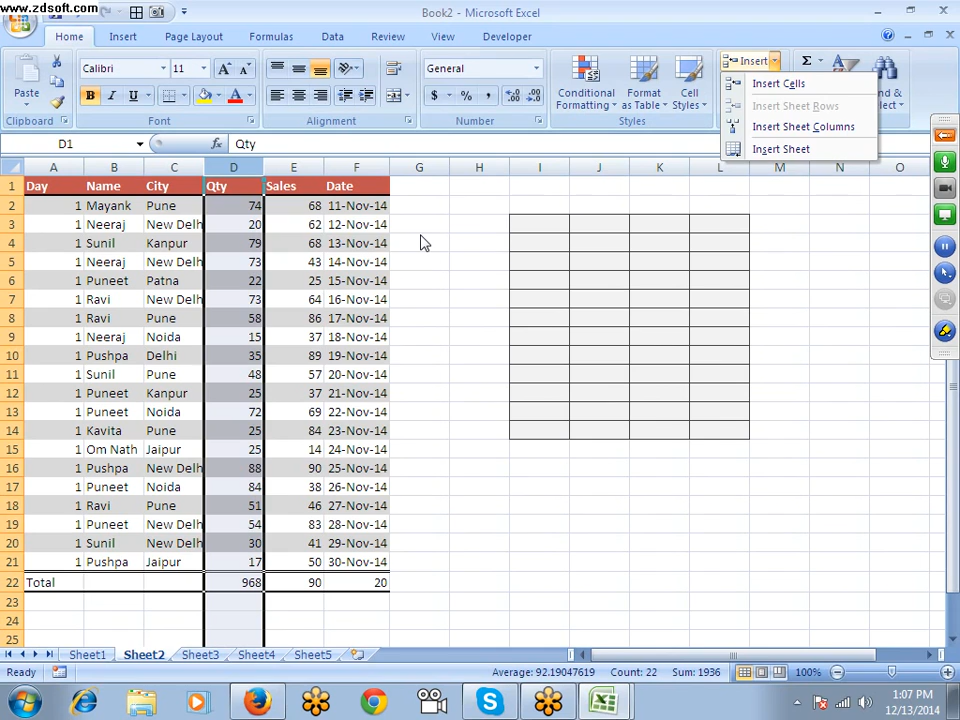 www.zdsoft.com
Book2 - Microsoft Excel
Home Insert Page Layout Formulas Data Review View Developer
Paste
Calibri 11 A A
B I U A
General
$ % , .0 .00 .00 .0
Conditional Formatting
Format as Table
Cell Styles
Insert
Σ
& Select
Clipboard Font Alignment Number Styles
Insert Cells
Insert Sheet Rows
Insert Sheet Columns
Insert Sheet
D1 fx Qty
A B C D E F G H I J K L M N O
1 Day Name City Qty Sales Date
2 1 Mayank Pune 74 68 11-Nov-14
3 1 Neeraj New Delh 20 62 12-Nov-14
4 1 Sunil Kanpur 79 68 13-Nov-14
5 1 Neeraj New Delh 73 43 14-Nov-14
6 1 Puneet Patna 22 25 15-Nov-14
7 1 Ravi New Delh 73 64 16-Nov-14
8 1 Ravi Pune 58 86 17-Nov-14
9 1 Neeraj Noida 15 37 18-Nov-14
10 1 Pushpa Delhi 35 89 19-Nov-14
11 1 Sunil Pune 48 57 20-Nov-14
12 1 Puneet Kanpur 25 37 21-Nov-14
13 1 Puneet Noida 72 69 22-Nov-14
14 1 Kavita Pune 25 84 23-Nov-14
15 1 Om Nath Jaipur 25 14 24-Nov-14
16 1 Pushpa New Delh 88 90 25-Nov-14
17 1 Puneet Noida 84 38 26-Nov-14
18 1 Ravi Pune 51 46 27-Nov-14
19 1 Puneet New Delh 54 83 28-Nov-14
20 1 Sunil New Delh 30 41 29-Nov-14
21 1 Pushpa Jaipur 17 50 30-Nov-14
22 Total 968 90 20
23
24
25
Sheet1 Sheet2 Sheet3 Sheet4 Sheet5
Ready Average: 92.19047619 Count: 22 Sum: 1936 100%
1:07 PM
12/13/2014